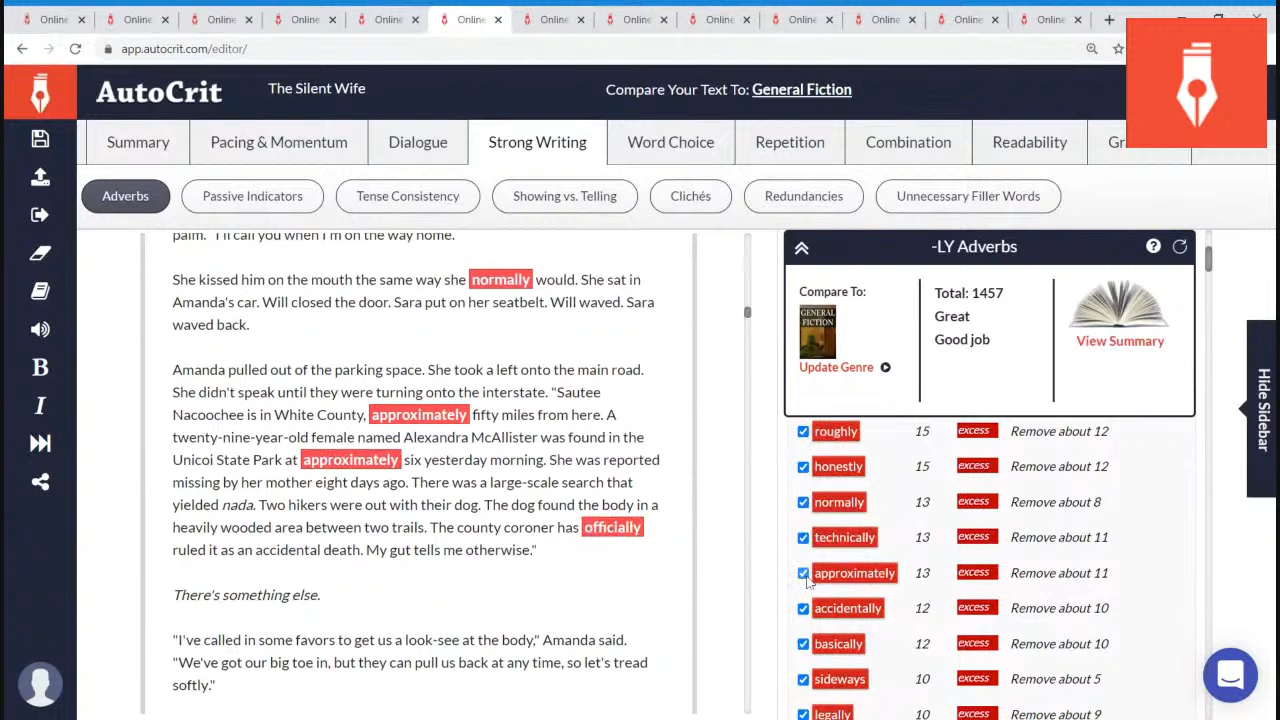 Online Online Online Online Online Online Online Online Online Online Online Online Online
app.autocrit.com/editor/
AutoCrit
The Silent Wife
Compare Your Text To: General Fiction
Summary Pacing & Momentum Dialogue Strong Writing Word Choice Repetition Combination Readability Gr
Adverbs Passive Indicators Tense Consistency Showing vs. Telling Clichés Redundancies Unnecessary Filler Words
palm. "I'll call you when I'm on the way home.
She kissed him on the mouth the same way she normally would. She sat in
Amanda's car. Will closed the door. Sara put on her seatbelt. Will waved. Sara
waved back.
Amanda pulled out of the parking space. She took a left onto the main road.
She didn't speak until they were turning onto the interstate. "Sautee
Nacoochee is in White County, approximately fifty miles from here. A
twenty-nine-year-old female named Alexandra McAllister was found in the
Unicoi State Park at approximately six yesterday morning. She was reported
missing by her mother eight days ago. There was a large-scale search that
yielded nada. Two hikers were out with their dog. The dog found the body in a
heavily wooded area between two trails. The county coroner has officially
ruled it as an accidental death. My gut tells me otherwise."
There's something else.
"I've called in some favors to get us a look-see at the body," Amanda said.
"We've got our big toe in, but they can pull us back at any time, so let's tread
softly."
-LY Adverbs
Compare To:
GENERAL
FICTION
Update Genre
Total: 1457
Great
Good job
View Summary
roughly 15 excess Remove about 12
honestly 15 excess Remove about 12
normally 13 excess Remove about 8
technically 13 excess Remove about 11
approximately 13 excess Remove about 11
accidentally 12 excess Remove about 10
basically 12 excess Remove about 10
sideways 10 excess Remove about 5
legally 10 excess Remove about 9
Hide Sidebar
B
I